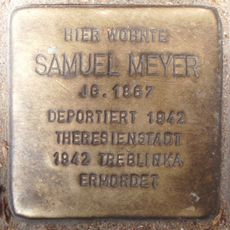 HIER WOHNTE
SAMUEL MEYER
JG. 1867
DEPORTIERT 1942
THERESIENSTADT
1942 TREBLINKA
ERMORDET